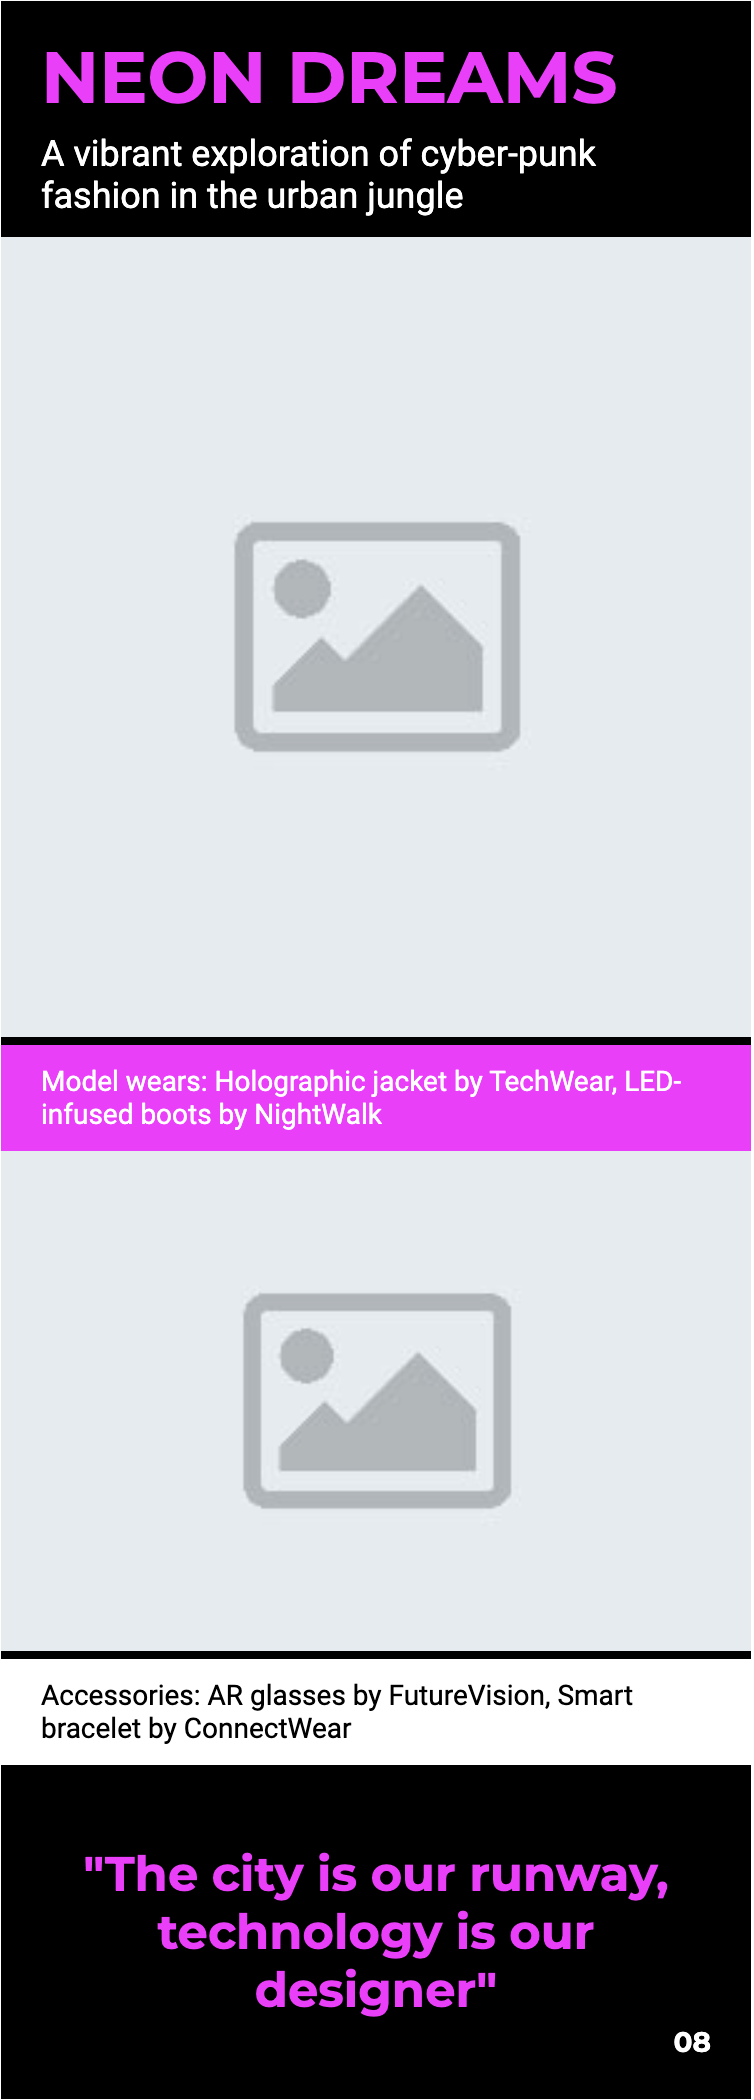 NEON DREAMS
A vibrant exploration of cyber-punk
fashion in the urban jungle
Model wears: Holographic jacket by TechWear, LED-
infused boots by NightWalk
Accessories: AR glasses by FutureVision, Smart
bracelet by ConnectWear
"The city is our runway,
technology is our
designer"
08